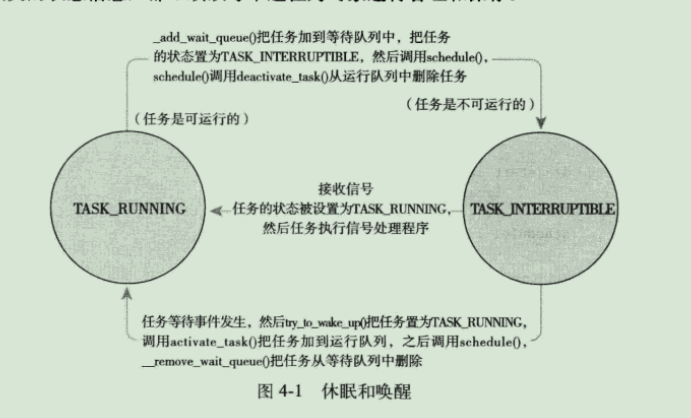 _add_wait_queue()把任务加到等待队列中，把任务
的状态置为TASK_INTERRUPTIBLE，然后调用schedule()，
schedule()调用deactivate_task()从运行队列中删除任务
（任务是可运行的）
（任务是不可运行的）
TASK_RUNNING
接收信号
任务的状态被设置为TASK_RUNNING，
然后任务执行信号处理程序
TASK_INTERRUPTIBLE
任务等待事件发生，然后try_to_wake_up()把任务置为TASK_RUNNING，
调用activate_task()把任务加到运行队列，之后调用schedule()，
__remove_wait_queue()把任务从等待队列中删除
图 4-1 休眠和唤醒